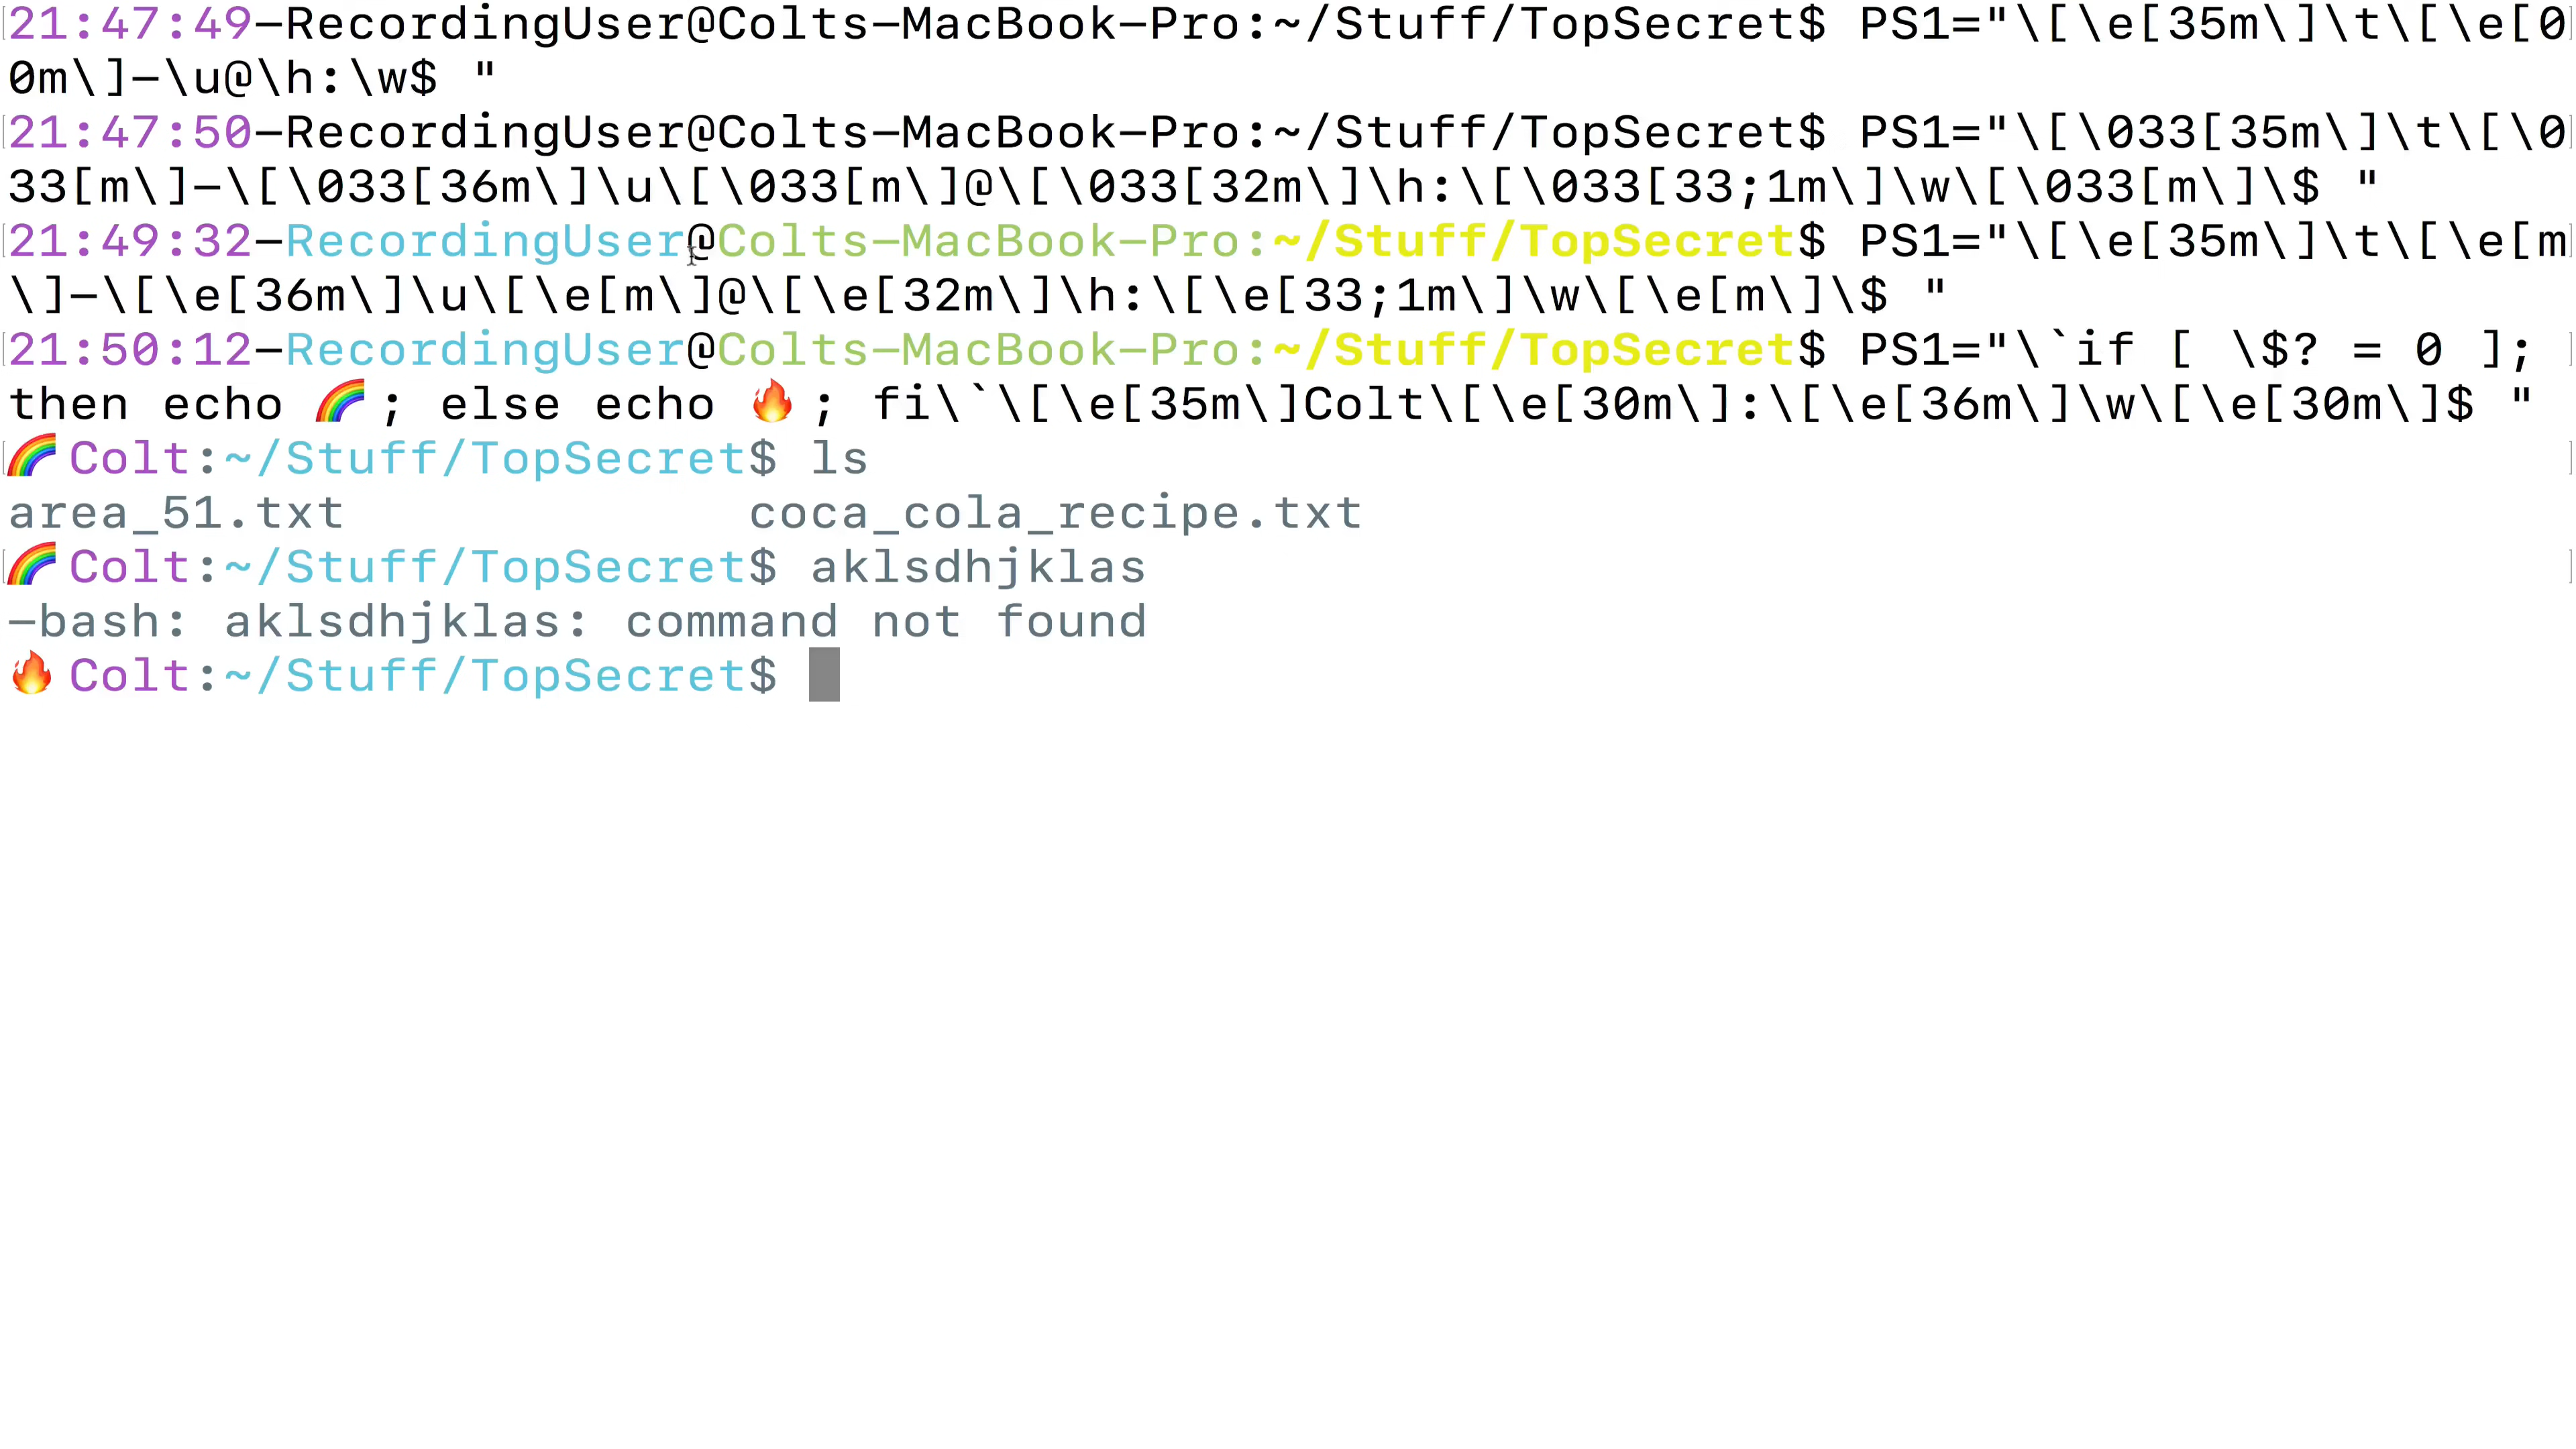 21:47:49-RecordingUser@Colts-MacBook-Pro:~/Stuff/TopSecret$ PS1="\[\e[35m\]\t\[\e[0
0m\]-\u@\h:\w$ "
21:47:50-RecordingUser@Colts-MacBook-Pro:~/Stuff/TopSecret$ PS1="\[\033[35m\]\t\[\0
33[m\]-\[\033[36m\]\u\[\033[m\]@\[\033[32m\]\h:\[\033[33;1m\]\w\[\033[m\]\$ "
21:49:32-RecordingUser@Colts-MacBook-Pro:~/Stuff/TopSecret$ PS1="\[\e[35m\]\t\[\e[m
\]-\[\e[36m\]\u\[\e[m\]@\[\e[32m\]\h:\[\e[33;1m\]\w\[\e[m\]\$ "
21:50:12-RecordingUser@Colts-MacBook-Pro:~/Stuff/TopSecret$ PS1="\`if [ \$? = 0 ];
then echo 🌈; else echo 🔥; fi\`\[\e[35m\]Colt\[\e[30m\]:\[\e[36m\]\w\[\e[30m\]$ "
🌈Colt:~/Stuff/TopSecret$ ls
area_51.txt coca_cola_recipe.txt
🌈Colt:~/Stuff/TopSecret$ aklsdhjklas
-bash: aklsdhjklas: command not found
🔥Colt:~/Stuff/TopSecret$